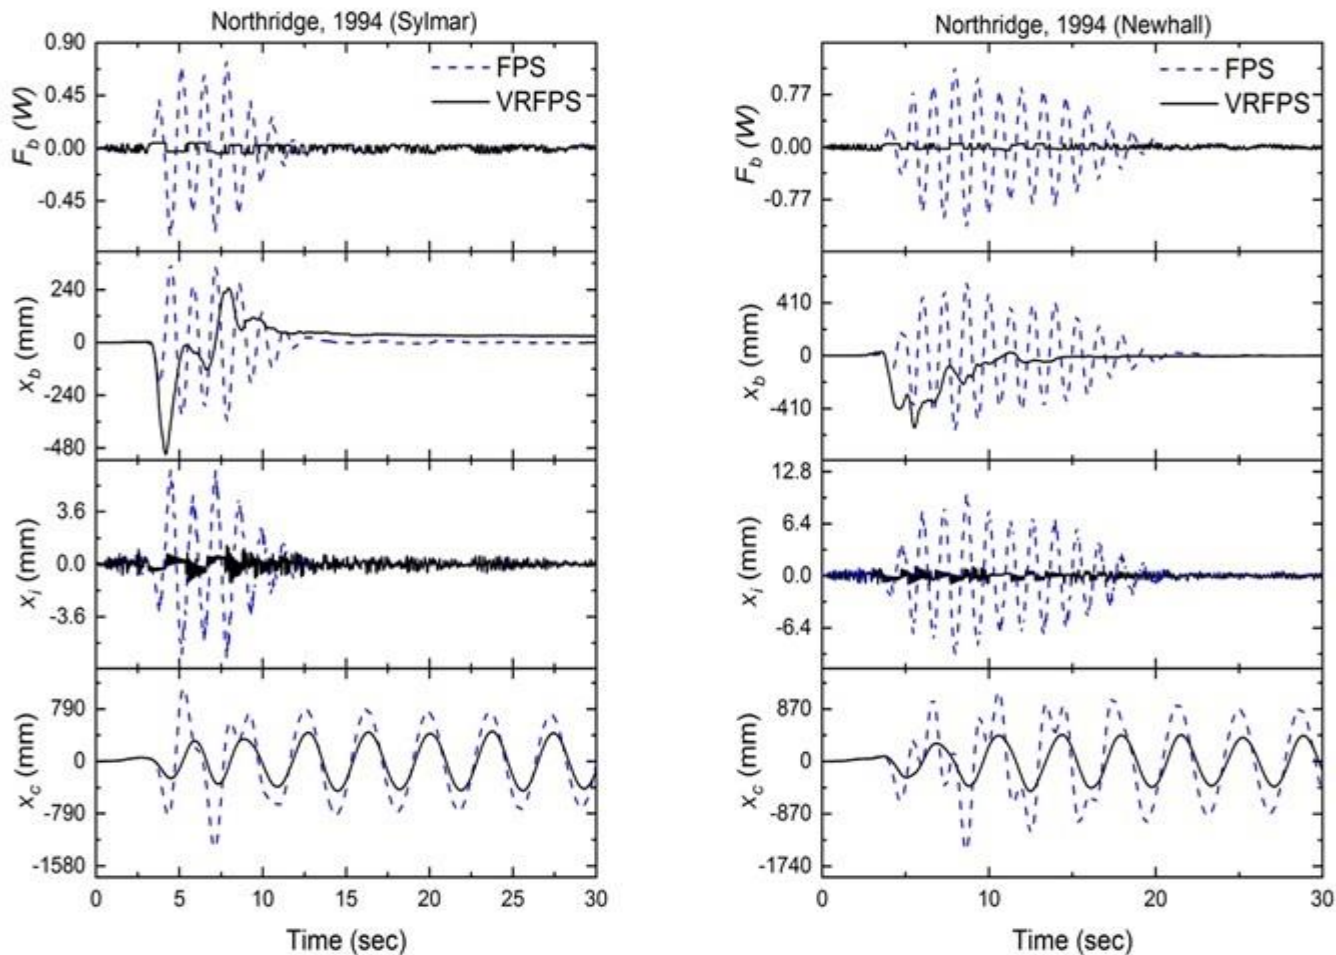 Northridge, 1994 (Sylmar)
0.90
0.45
0.00
-0.45
F_b (W)
FPS
VRFPS
240
0
-240
-480
x_b (mm)
3.6
0.0
-3.6
x_i (mm)
790
0
-790
-1580
x_c (mm)
0 5 10 15 20 25 30
Time (sec)
Northridge, 1994 (Newhall)
0.77
0.00
-0.77
F_b (W)
FPS
VRFPS
410
0
-410
x_b (mm)
12.8
6.4
0.0
-6.4
x_i (mm)
870
0
-870
-1740
x_c (mm)
0 5 10 15 20 30
Time (sec)